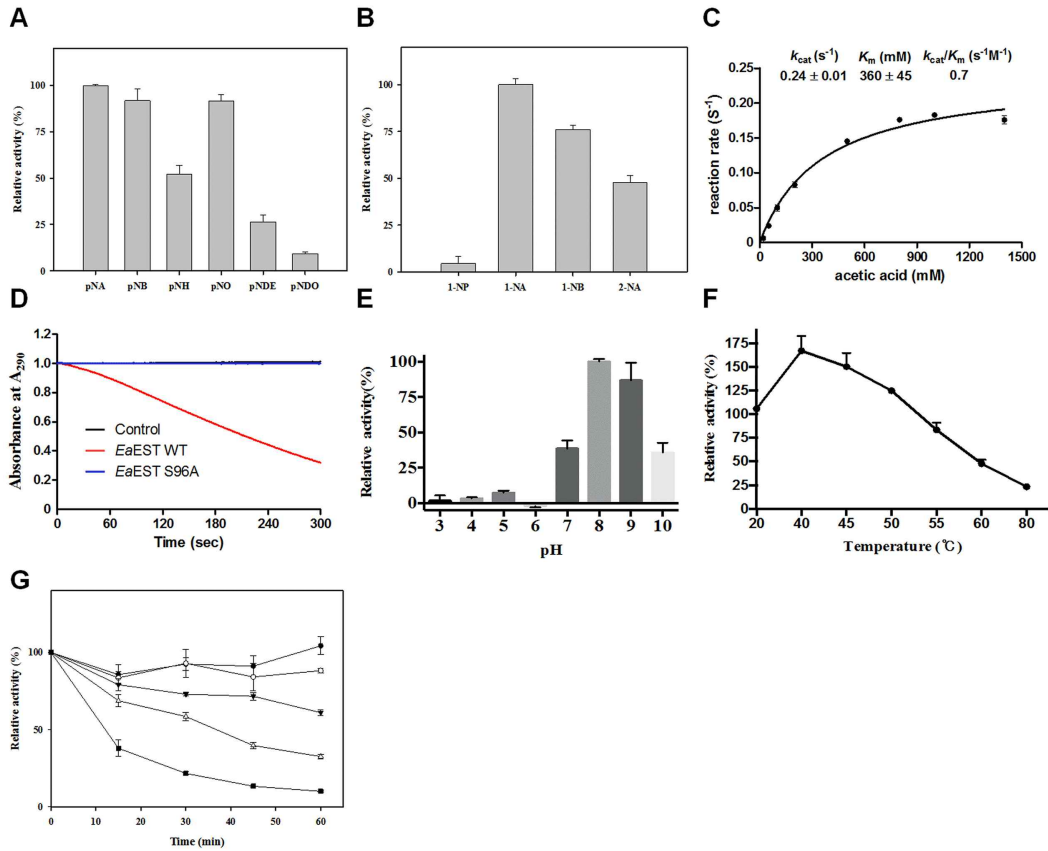 A
Relative activity (%)
100
75
50
25
0
pNA pNB pNH pNO pNDE pNDO
B
Relative activity (%)
100
75
50
25
0
1-NP 1-NA 1-NB 2-NA
C
kcat (s-1) Km (mM) kcat/Km (s-1M-1)
0.24 ± 0.01 360 ± 45 0.7
reaction rate (S-1)
0.25
0.20
0.15
0.10
0.05
0
0 300 600 900 1200 1500
acetic acid (mM)
D
Absorbance at A290
1.2
1.0
0.8
0.6
0.4
0.2
0
Control
EaEST WT
EaEST S96A
0 60 120 180 240 300
Time (sec)
E
Relative activity(%)
100
75
50
25
0
3 4 5 6 7 8 9 10
pH
F
Relative activity (%)
175
150
125
100
75
50
25
0
20 40 45 50 55 60 80
Temperature (℃)
G
Relative activity (%)
100
50
0
0 10 20 30 40 50 60
Time (min)